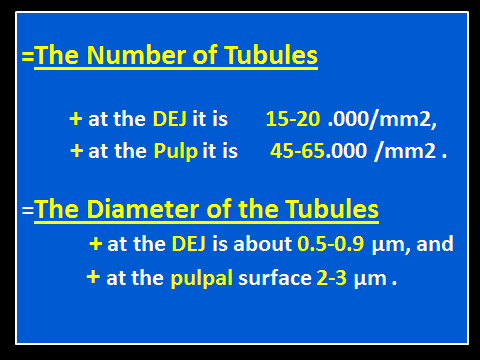 =The Number of Tubules
+ at the DEJ it is 15-20 .000/mm2,
+ at the Pulp it is 45-65.000 /mm2 .
=The Diameter of the Tubules
+ at the DEJ is about 0.5-0.9 µm, and
+ at the pulpal surface 2-3 µm .